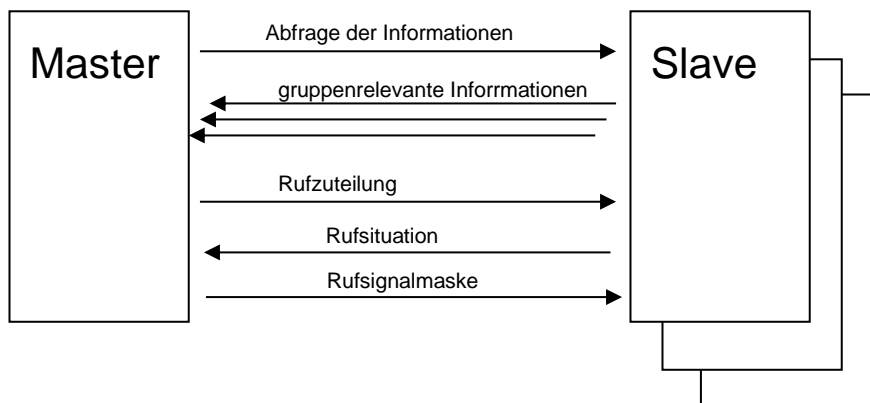 Master
Slave
Abfrage der Informationen
gruppenrelevante Inforrmationen
Rufzuteilung
Rufsituation
Rufsignalmaske